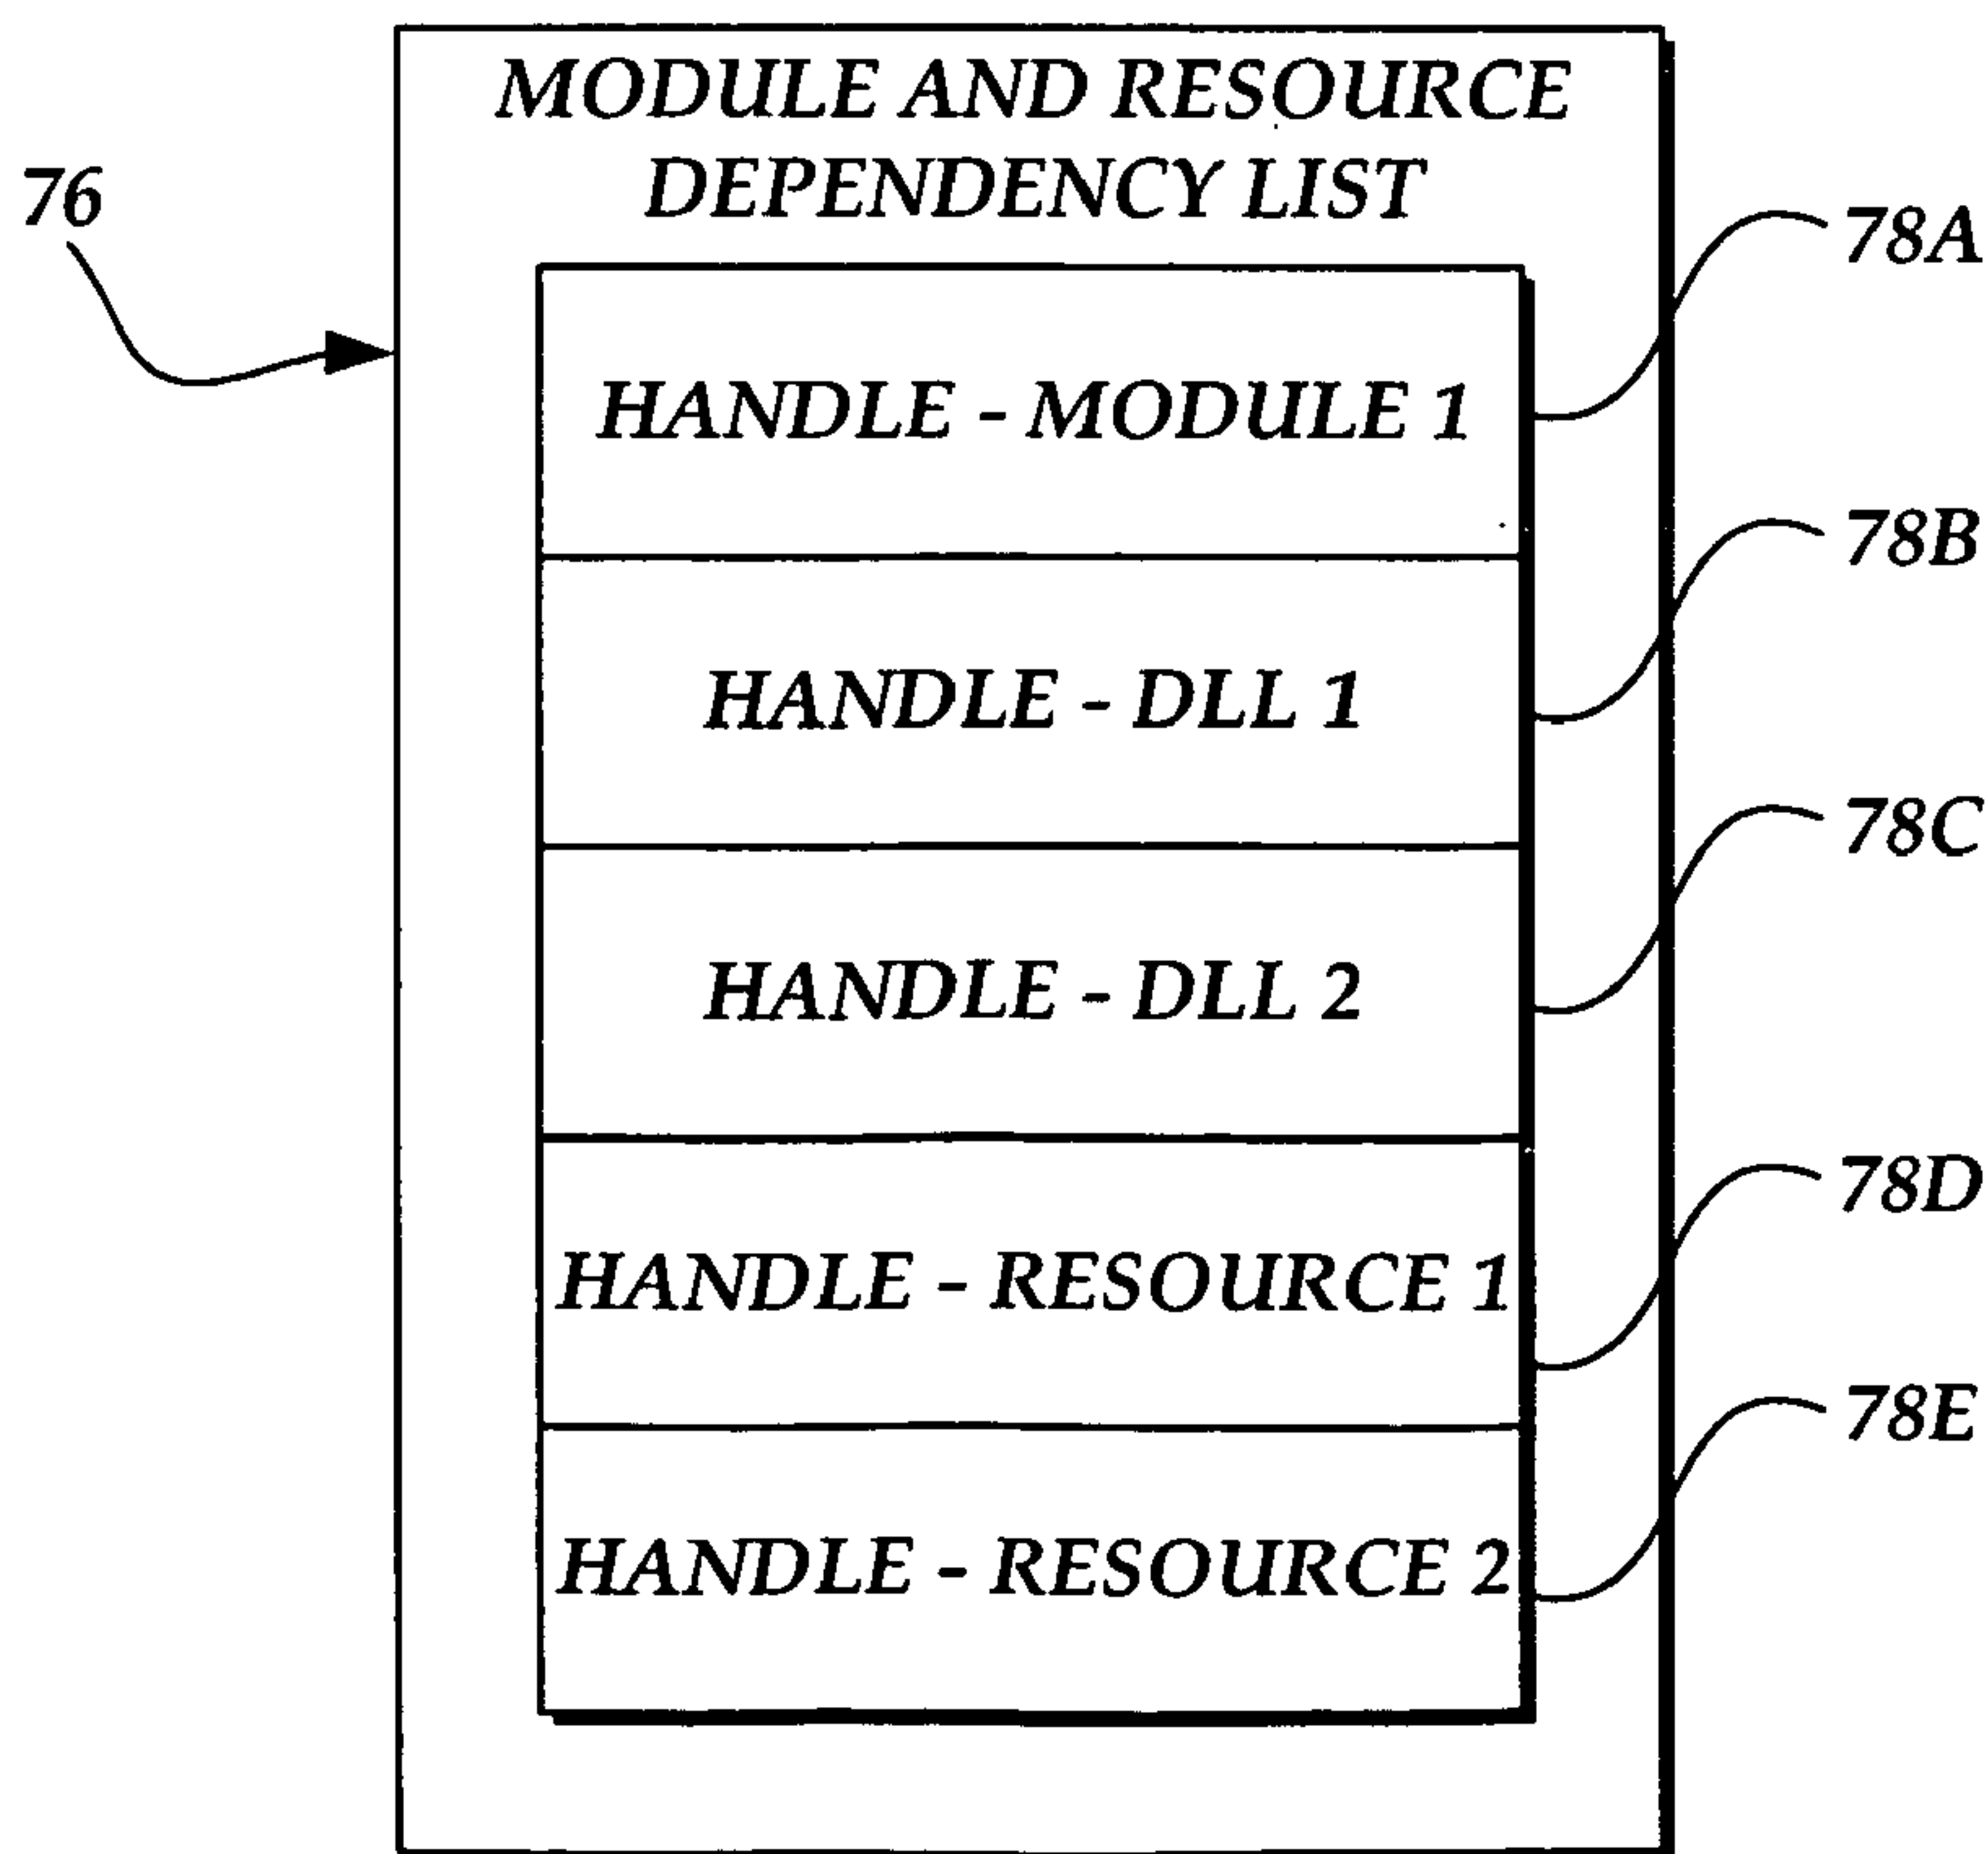 MODULE AND RESOURCE
DEPENDENCY LIST
76
78A
HANDLE - MODULE 1
78B
HANDLE - DLL 1
78C
HANDLE - DLL 2
78D
HANDLE - RESOURCE 1
78E
HANDLE - RESOURCE 2